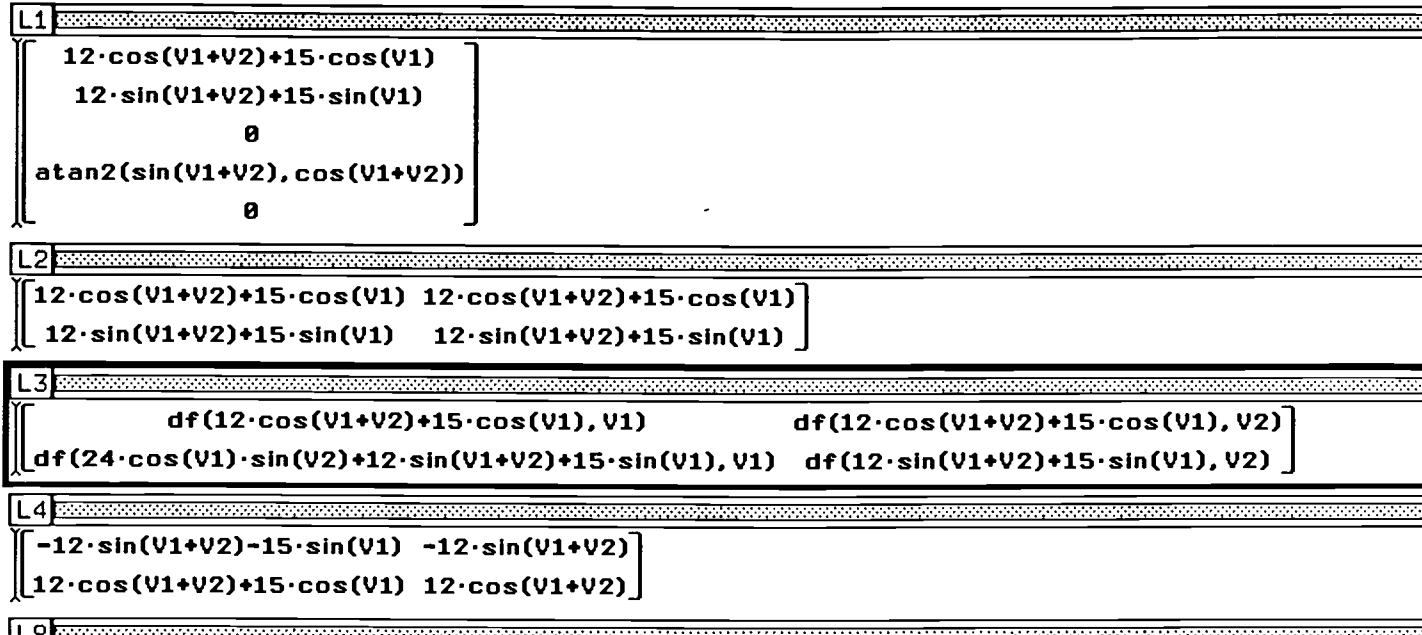 L1
12·cos(V1+V2)+15·cos(V1)
12·sin(V1+V2)+15·sin(V1)
0
atan2(sin(V1+V2),cos(V1+V2))
0
L2
12·cos(V1+V2)+15·cos(V1) 12·cos(V1+V2)+15·cos(V1)
12·sin(V1+V2)+15·sin(V1) 12·sin(V1+V2)+15·sin(V1)
L3
df(12·cos(V1+V2)+15·cos(V1),V1) df(12·cos(V1+V2)+15·cos(V1),V2)
df(24·cos(V1)·sin(V2)+12·sin(V1+V2)+15·sin(V1),V1) df(12·sin(V1+V2)+15·sin(V1),V2)
L4
-12·sin(V1+V2)-15·sin(V1) -12·sin(V1+V2)
12·cos(V1+V2)+15·cos(V1) 12·cos(V1+V2)